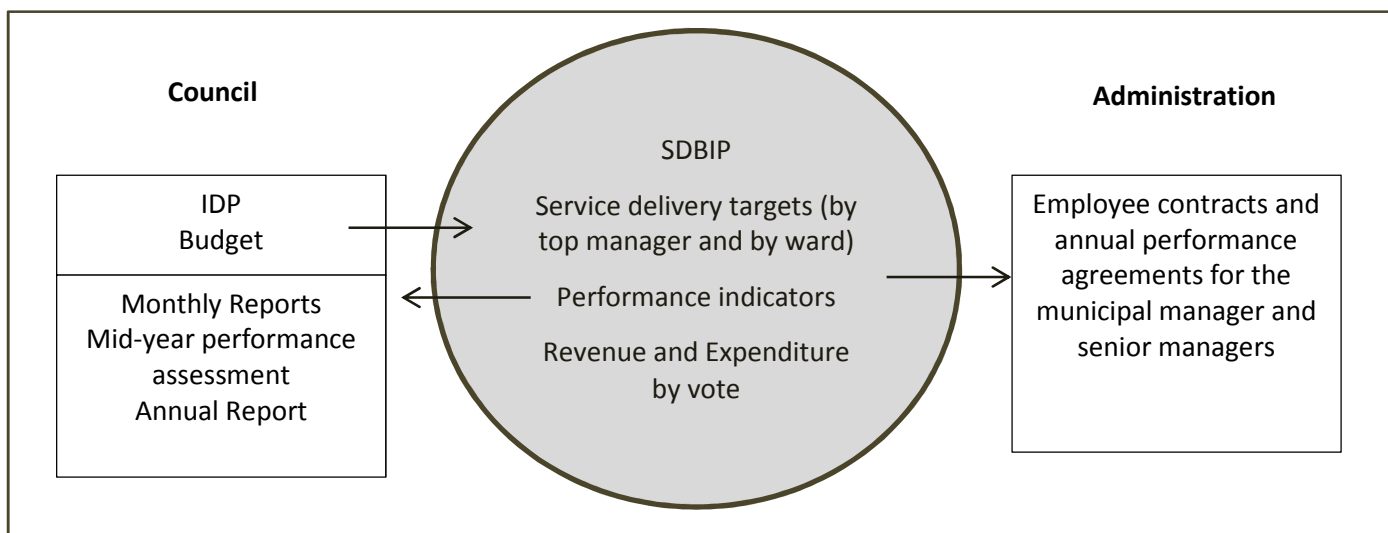 Council
IDP
Budget
Monthly Reports
Mid-year performance
assessment
Annual Report
SDBIP
Service delivery targets (by
top manager and by ward)
Performance indicators
Revenue and Expenditure
by vote
Administration
Employee contracts and
annual performance
agreements for the
municipal manager and
senior managers